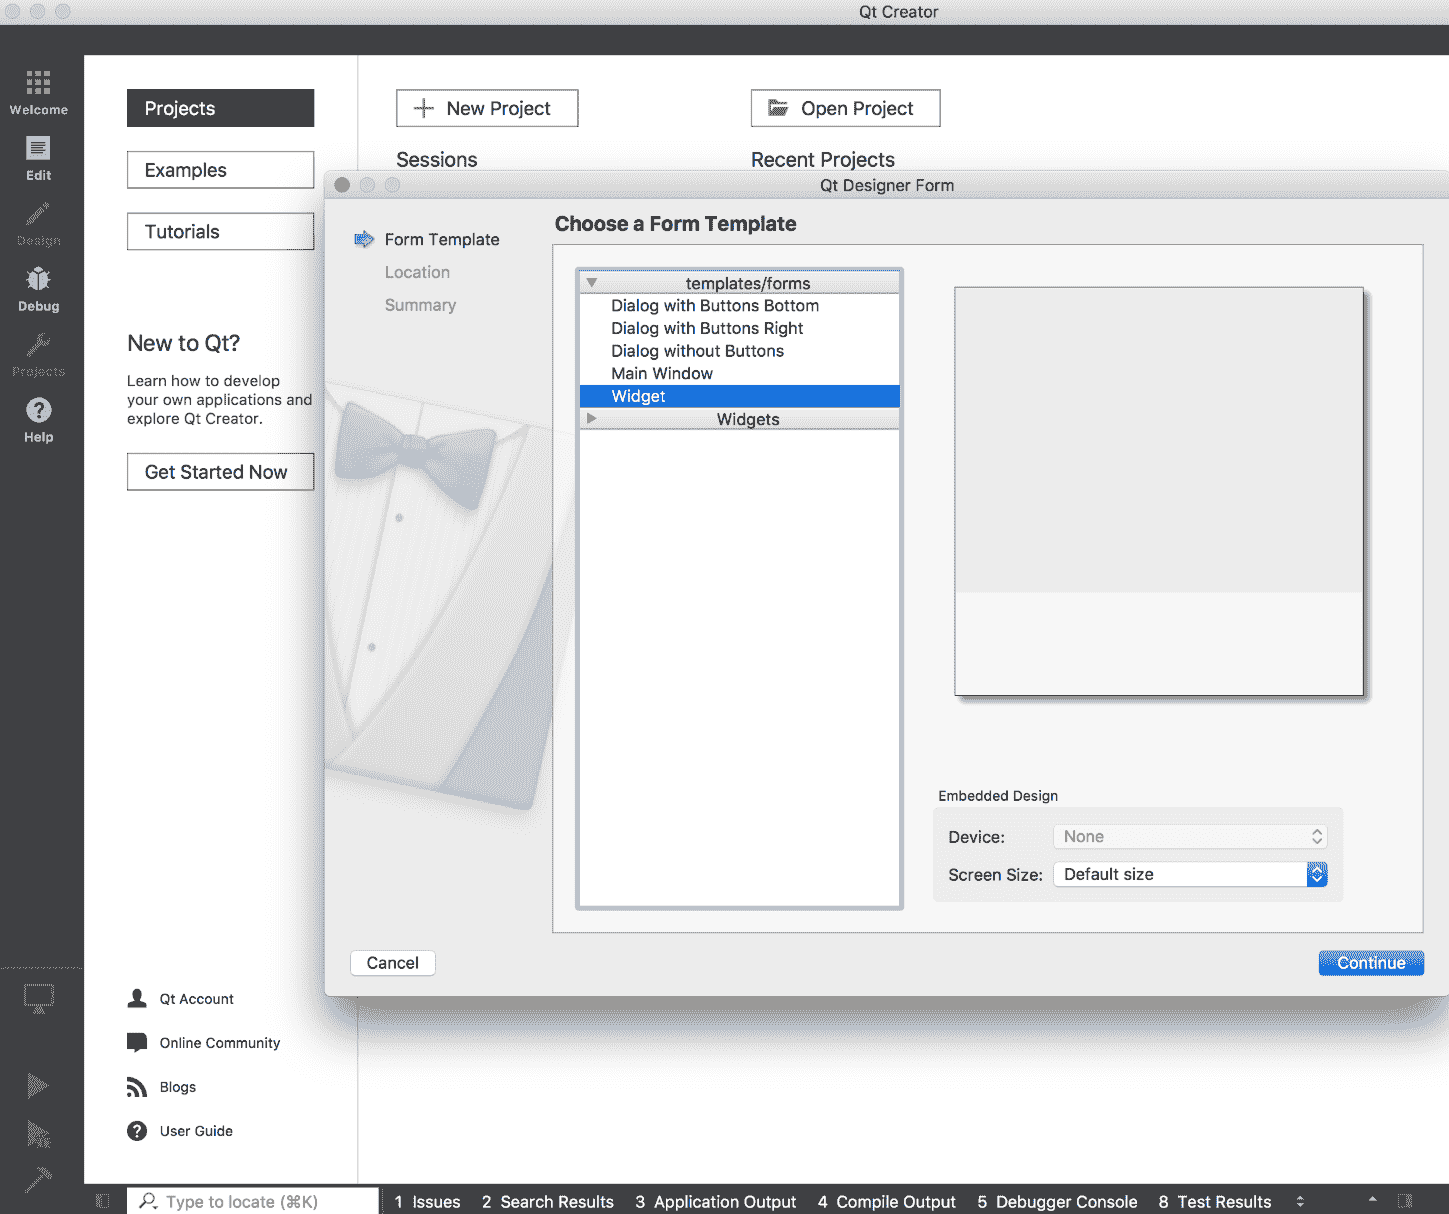 Qt Creator
Welcome
Edit
Design
Debug
Projects
Help
Projects
Examples
Tutorials
New to Qt?
Learn how to develop
your own applications and
explore Qt Creator.
Get Started Now
Qt Account
Online Community
Blogs
User Guide
New Project
Open Project
Sessions
Recent Projects
Qt Designer Form
Form Template
Location
Summary
Choose a Form Template
templates/forms
Dialog with Buttons Bottom
Dialog with Buttons Right
Dialog without Buttons
Main Window
Widget
Widgets
Embedded Design
Device: None
Screen Size: Default size
Cancel
Continue
Type to locate (⌘K)
1 Issues 2 Search Results 3 Application Output 4 Compile Output 5 Debugger Console 8 Test Results